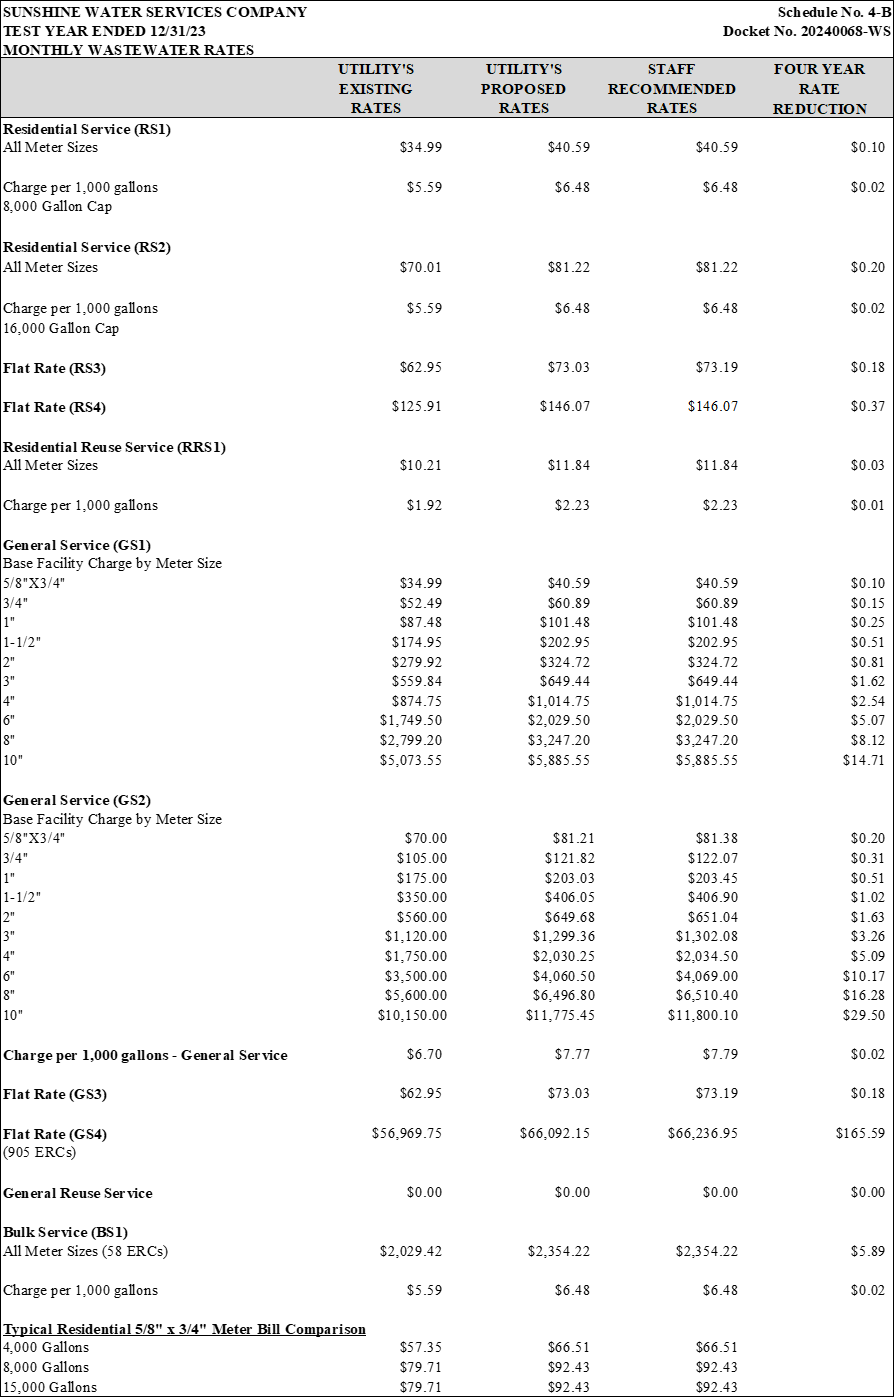 SUNSHINE WATER SERVICES COMPANY Schedule No. 4-B
TEST YEAR ENDED 12/31/23 Docket No. 20240068-WS
MONTHLY WASTEWATER RATES
UTILITY'S UTILITY'S STAFF FOUR YEAR
EXISTING PROPOSED RECOMMENDED RATE
RATES RATES RATES REDUCTION
Residential Service (RS1)
All Meter Sizes $34.99 $40.59 $40.59 $0.10
Charge per 1,000 gallons $5.59 $6.48 $6.48 $0.02
8,000 Gallon Cap
Residential Service (RS2)
All Meter Sizes $70.01 $81.22 $81.22 $0.20
Charge per 1,000 gallons $5.59 $6.48 $6.48 $0.02
16,000 Gallon Cap
Flat Rate (RS3) $62.95 $73.03 $73.19 $0.18
Flat Rate (RS4) $125.91 $146.07 $146.07 $0.37
Residential Reuse Service (RRS1)
All Meter Sizes $10.21 $11.84 $11.84 $0.03
Charge per 1,000 gallons $1.92 $2.23 $2.23 $0.01
General Service (GS1)
Base Facility Charge by Meter Size
5/8"X3/4" $34.99 $40.59 $40.59 $0.10
3/4" $52.49 $60.89 $60.89 $0.15
1" $87.48 $101.48 $101.48 $0.25
1-1/2" $174.95 $202.95 $202.95 $0.51
2" $279.92 $324.72 $324.72 $0.81
3" $559.84 $649.44 $649.44 $1.62
4" $874.75 $1,014.75 $1,014.75 $2.54
6" $1,749.50 $2,029.50 $2,029.50 $5.07
8" $2,799.20 $3,247.20 $3,247.20 $8.12
10" $5,073.55 $5,885.55 $5,885.55 $14.71
General Service (GS2)
Base Facility Charge by Meter Size
5/8"X3/4" $70.00 $81.21 $81.38 $0.20
3/4" $105.00 $121.82 $122.07 $0.31
1" $175.00 $203.03 $203.45 $0.51
1-1/2" $350.00 $406.05 $406.90 $1.02
2" $560.00 $649.68 $651.04 $1.63
3" $1,120.00 $1,299.36 $1,302.08 $3.26
4" $1,750.00 $2,030.25 $2,034.50 $5.09
6" $3,500.00 $4,060.50 $4,069.00 $10.17
8" $5,600.00 $6,496.80 $6,510.40 $16.28
10" $10,150.00 $11,775.45 $11,800.10 $29.50
Charge per 1,000 gallons - General Service $6.70 $7.77 $7.79 $0.02
Flat Rate (GS3) $62.95 $73.03 $73.19 $0.18
Flat Rate (GS4) $56,969.75 $66,092.15 $66,236.95 $165.59
(905 ERCs)
General Reuse Service $0.00 $0.00 $0.00 $0.00
Bulk Service (BS1)
All Meter Sizes (58 ERCs) $2,029.42 $2,354.22 $2,354.22 $5.89
Charge per 1,000 gallons $5.59 $6.48 $6.48 $0.02
Typical Residential 5/8" x 3/4" Meter Bill Comparison
4,000 Gallons $57.35 $66.51 $66.51
8,000 Gallons $79.71 $92.43 $92.43
15,000 Gallons $79.71 $92.43 $92.43